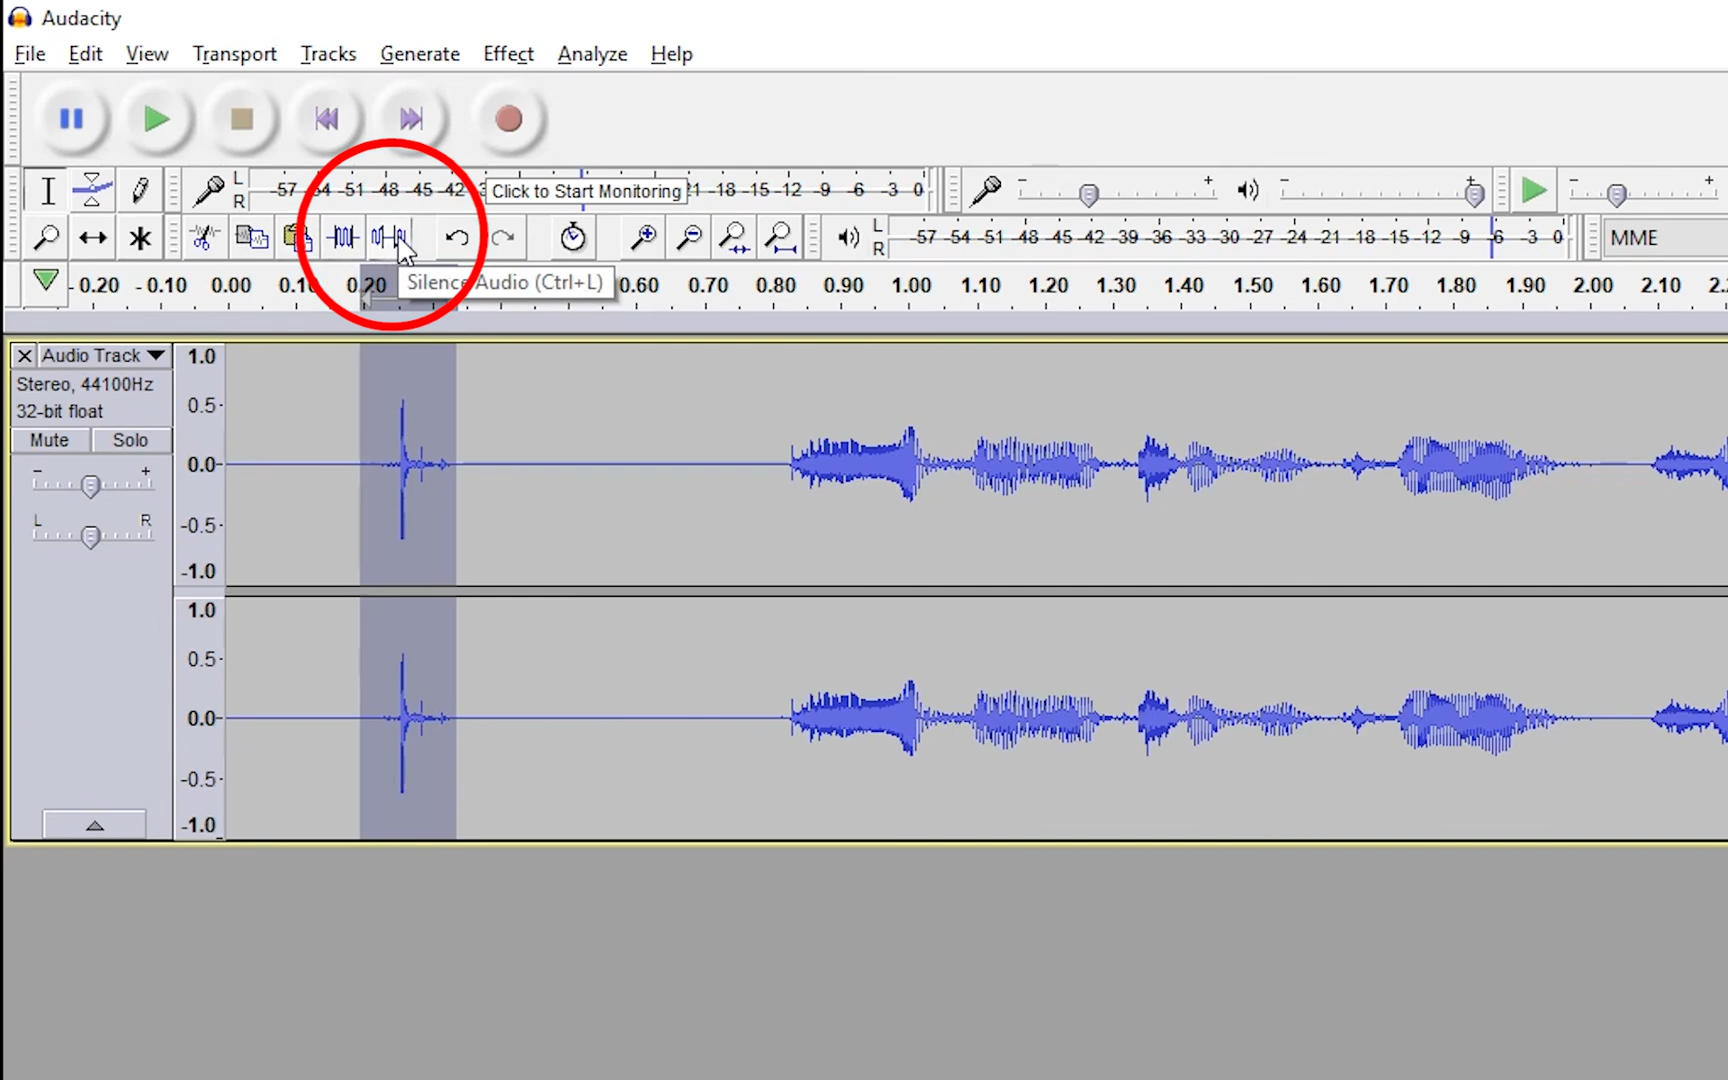 Audacity
File Edit View Transport Tracks Generate Effect Analyze Help
L R -57 -54 -51 -48 -45 -42 Click to Start Monitoring -18 -15 -12 -9 -6 -3 0 - + - + - +
L R -57 -54 -51 -48 -45 -42 -39 -36 -33 -30 -27 -24 -21 -18 -15 -12 -9 -6 -3 0 MME
- 0.20 - 0.10 0.00 0.10 0.20 0.60 0.70 0.80 0.90 1.00 1.10 1.20 1.30 1.40 1.50 1.60 1.70 1.80 1.90 2.00 2.10
Silence Audio (Ctrl+L)
Audio Track
Stereo, 44100Hz
32-bit float
Mute Solo
- +
L R
1.0
0.5
0.0
-0.5
-1.0
1.0
0.5
0.0
-0.5
-1.0